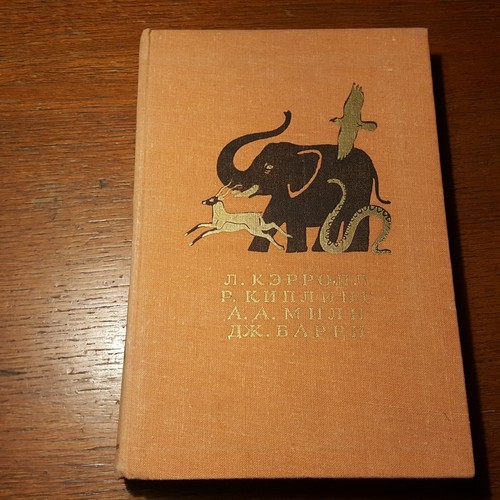 Л. КЭРРОЛЛ
Р. КИПЛИНГ
А. А. МИЛН
ДЖ. БАРРИ